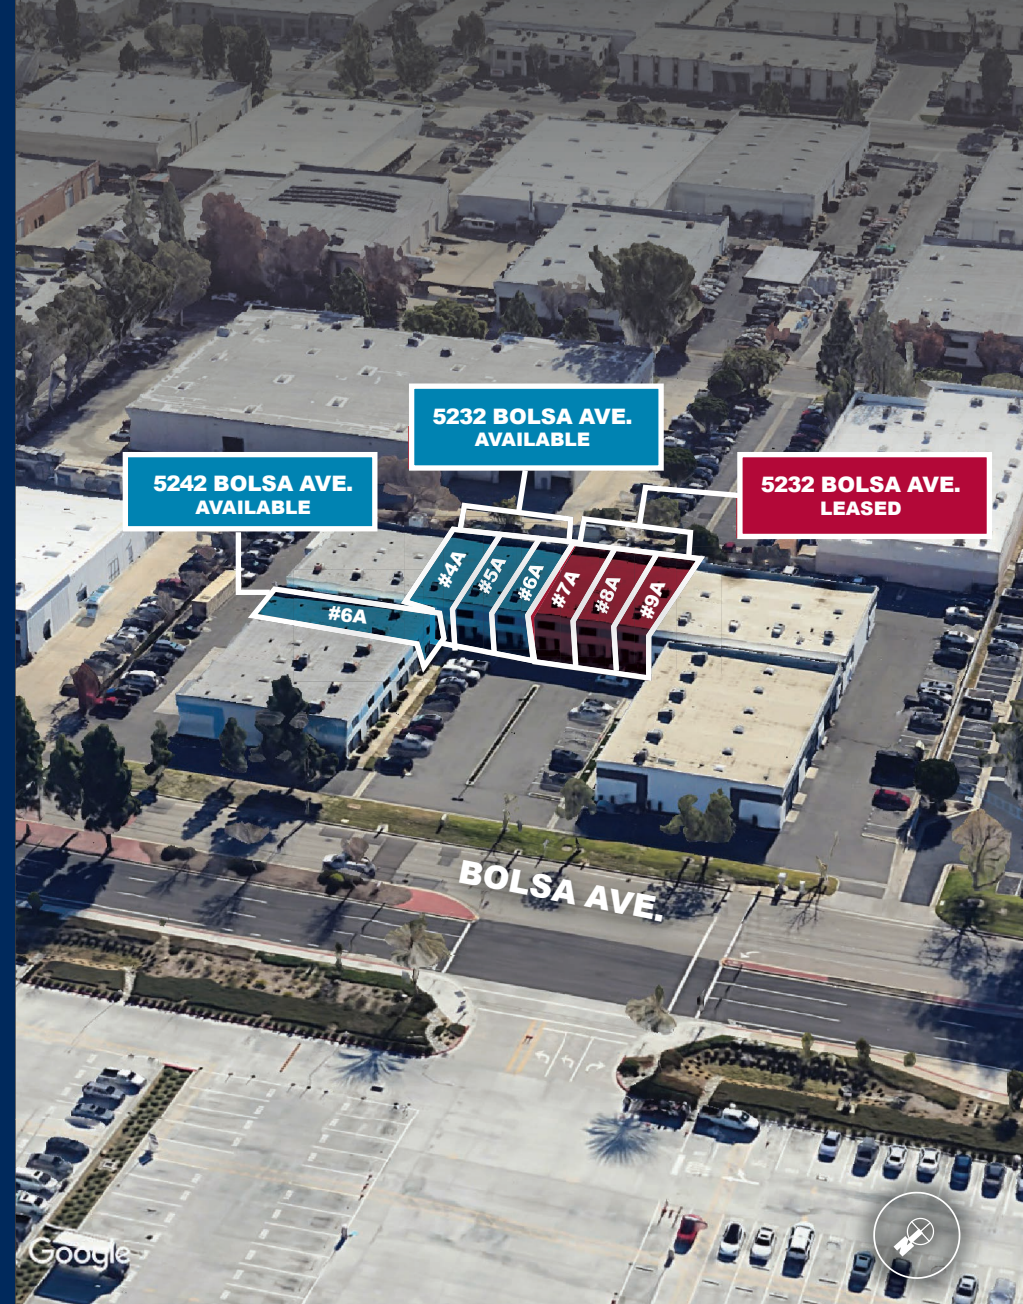 5232 BOLSA AVE.
AVAILABLE
5242 BOLSA AVE.
AVAILABLE
5232 BOLSA AVE.
LEASED
#4A
#5A
#6A
#7A
#8A
#9A
#6A
BOLSA AVE.
Google